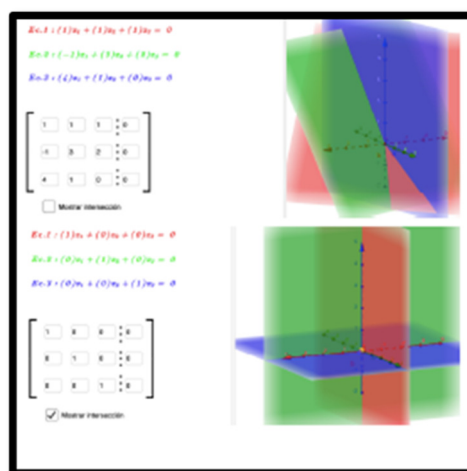 Ec.1 : (1)x₁ + (1)x₂ + (1)x₃ = 0
Ec.2 : (-1)x₁ + (3)x₂ + (2)x₃ = 0
Ec.3 : (4)x₁ + (1)x₂ + (0)x₃ = 0
1 1 1 : 0
-1 3 2 : 0
4 1 0 : 0
Mostrar intersección
Ec.1 : (1)x₁ + (0)x₂ + (0)x₃ = 0
Ec.2 : (0)x₁ + (1)x₂ + (0)x₃ = 0
Ec.3 : (0)x₁ + (0)x₂ + (1)x₃ = 0
1 0 0 : 0
0 1 0 : 0
0 0 1 : 0
Mostrar intersección